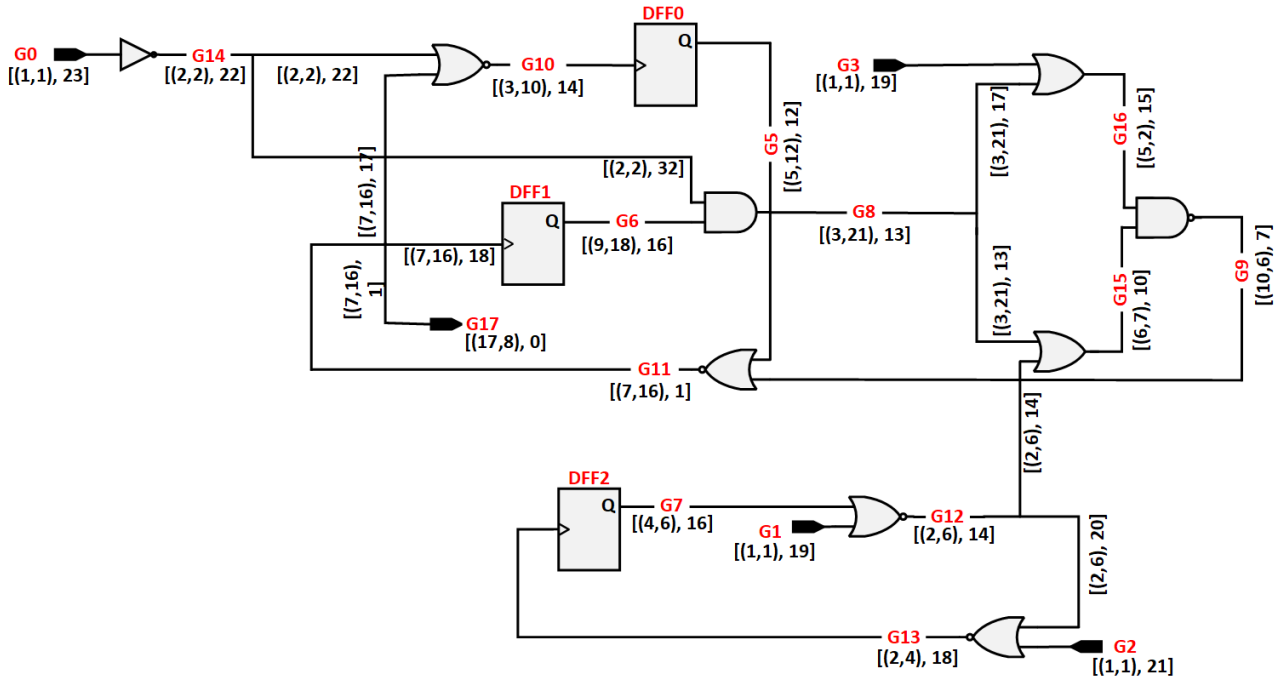 DFF0
G0
G14
Q
[(1,1), 23]
[(2,2), 22]
[(2,2), 22]
G10
[(3,10), 14]
G3
[(1,1), 19]
G5
[(5,12), 12]
[(3,21), 17]
G16
[(5,2), 15]
[(7,16), 17]
[(2,2), 32]
DFF1
Q
G6
[(9,18), 16]
[(7,16), 18]
G8
[(3,21), 13]
[(3,21), 13]
[(7,16),
1]
G15
[(6,7), 10]
G9
[(10,6), 7]
G17
[(17,8), 0]
G11
[(7,16), 1]
[(2,6), 14]
DFF2
Q
G7
[(4,6), 16]
G1
[(1,1), 19]
G12
[(2,6), 14]
[(2,6), 20]
G13
[(2,4), 18]
G2
[(1,1), 21]